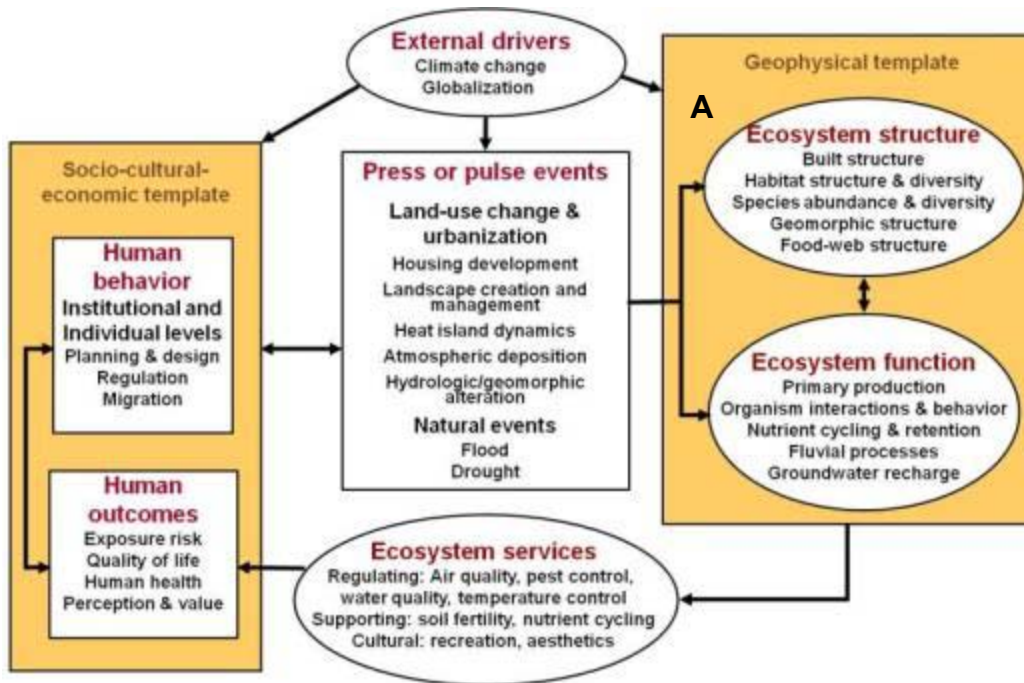 External drivers
Climate change
Globalization
Geophysical template
A
Ecosystem structure
Built structure
Habitat structure & diversity
Species abundance & diversity
Geomorphic structure
Food-web structure
Socio-cultural-
economic template
Press or pulse events
Land-use change &
urbanization
Housing development
Landscape creation and
management
Heat island dynamics
Atmospheric deposition
Hydrologic/geomorphic
alteration
Natural events
Flood
Drought
Human
behavior
Institutional and
Individual levels
Planning & design
Regulation
Migration
Ecosystem function
Primary production
Organism interactions & behavior
Nutrient cycling & retention
Fluvial processes
Groundwater recharge
Human
outcomes
Exposure risk
Quality of life
Human health
Perception & value
Ecosystem services
Regulating: Air quality, pest control,
water quality, temperature control
Supporting: soil fertility, nutrient cycling
Cultural: recreation, aesthetics